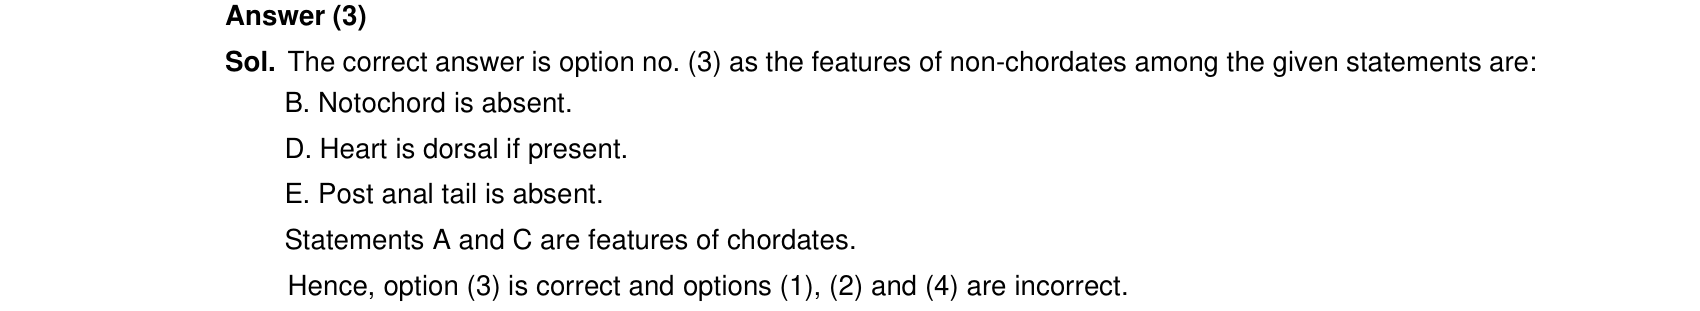 Answer (3)
Sol. The correct answer is option no. (3) as the features of non-chordates among the given statements are:
B. Notochord is absent.
D. Heart is dorsal if present.
E. Post anal tail is absent.
Statements A and C are features of chordates.
Hence, option (3) is correct and options (1), (2) and (4) are incorrect.